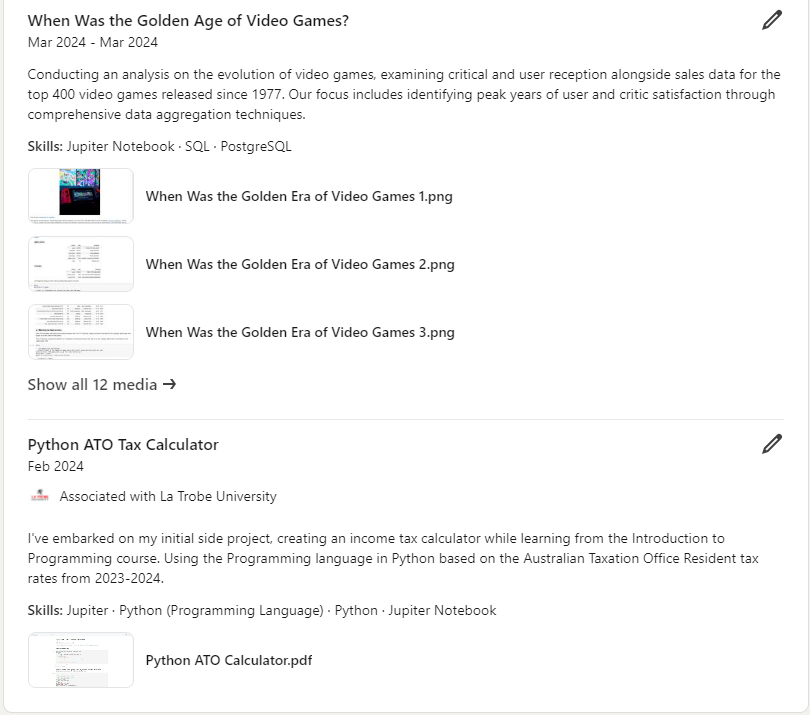 When Was the Golden Age of Video Games?
Mar 2024 - Mar 2024
Conducting an analysis on the evolution of video games, examining critical and user reception alongside sales data for the
top 400 video games released since 1977. Our focus includes identifying peak years of user and critic satisfaction through
comprehensive data aggregation techniques.
Skills: Jupiter Notebook · SQL · PostgreSQL
When Was the Golden Era of Video Games 1.png
When Was the Golden Era of Video Games 2.png
When Was the Golden Era of Video Games 3.png
Show all 12 media →
Python ATO Tax Calculator
Feb 2024
Associated with La Trobe University
I've embarked on my initial side project, creating an income tax calculator while learning from the Introduction to
Programming course. Using the Programming language in Python based on the Australian Taxation Office Resident tax
rates from 2023-2024.
Skills: Jupiter · Python (Programming Language) · Python · Jupiter Notebook
Python ATO Calculator.pdf